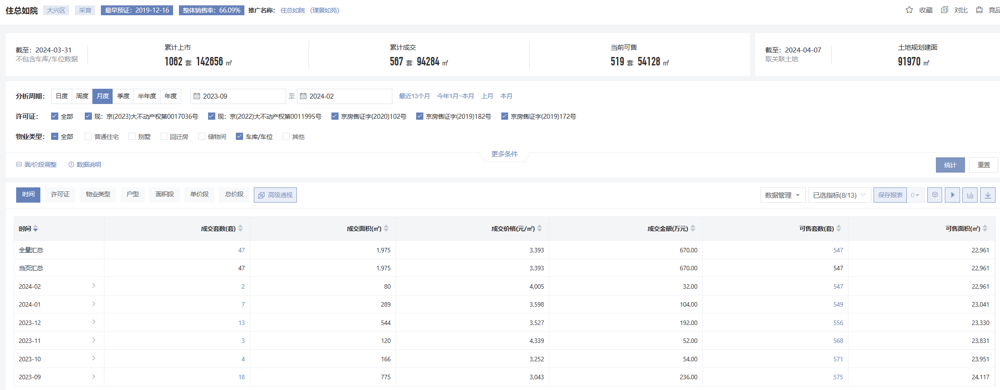 住总如院 大兴区 采育 最早预证：2019-12-16 整体销售率：66.09% 推广名称： 住总如院 （璞景如苑） 收藏 对比
截至：2024-03-31
不包含车库/车位数据
累计上市
1062 套 142656 ㎡
累计成交
567 套 94284 ㎡
当前可售
519 套 54128 ㎡
截至：2024-04-07
取关联土地
土地规划建面
91970 ㎡
分析周期： 日度 周度 月度 季度 半年度 年度 2023-09 至 2024-02 最近13个月 今年1月~本月 上月 本月
许可证： 全部 现：京(2023)大不动产权第0017036号 现：京(2022)大不动产权第0011995号 京房售证字(2020)102号 京房售证字(2019)182号 京房售证字(2019)172号
物业类型： 全部 普通住宅 别墅 回迁房 储物间 车库/车位 其他
更多条件
面/价段调整 数据说明 统计 重置
时间 许可证 物业类型 户型 面积段 单价段 总价段 高级透视 数据管理 已选指标(8/13) 保存报表 0
时间 成交套数(套) 成交面积(㎡) 成交价格(元/㎡) 成交金额(万元) 可售套数(套) 可售面积(㎡)
全量汇总 47 1,975 3,393 670.00 547 22,961
当页汇总 47 1,975 3,393 670.00 547 22,961
2024-02 2 80 4,005 32.00 547 22,961
2024-01 7 289 3,598 104.00 549 23,041
2023-12 13 544 3,527 192.00 556 23,330
2023-11 3 120 4,339 52.00 568 23,831
2023-10 4 166 3,252 54.00 571 23,951
2023-09 18 775 3,043 236.00 575 24,117